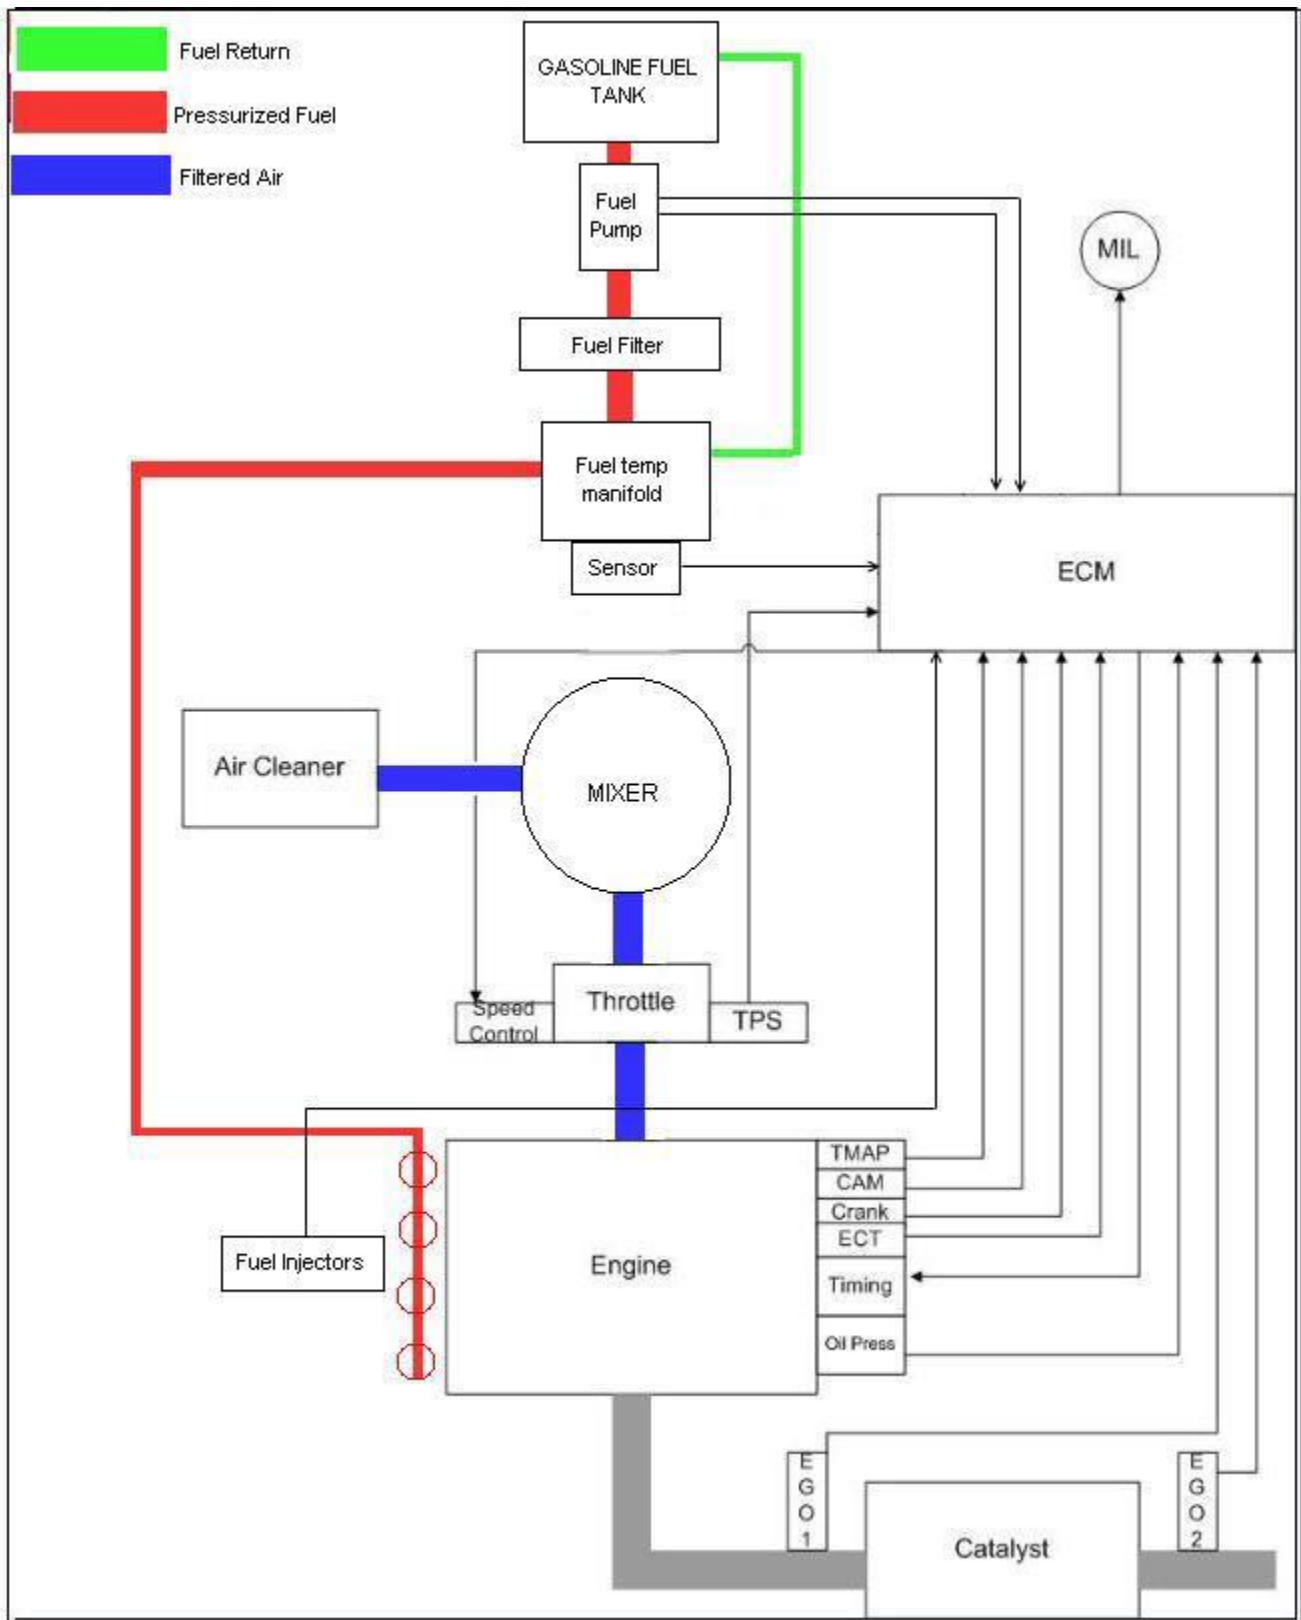 Fuel Return
Pressurized Fuel
Filtered Air
GASOLINE FUEL
TANK
Fuel
Pump
MIL
Fuel Filter
Fuel temp
manifold
Sensor
ECM
Air Cleaner
MIXER
Throttle
Speed
Control
TPS
TMAP
CAM
Crank
ECT
Timing
Oil Press
Engine
Fuel Injectors
E
G
O
1
E
G
O
2
Catalyst